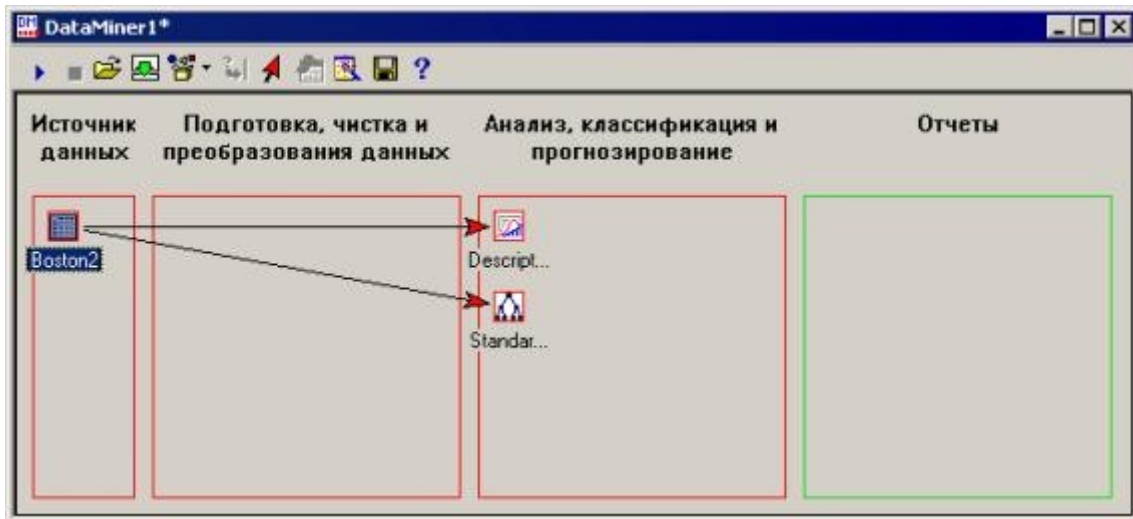 DataMiner1*
Источник данных
Подготовка, чистка и преобразования данных
Анализ, классификация и прогнозирование
Отчеты
Boston2
Descript...
Standar...